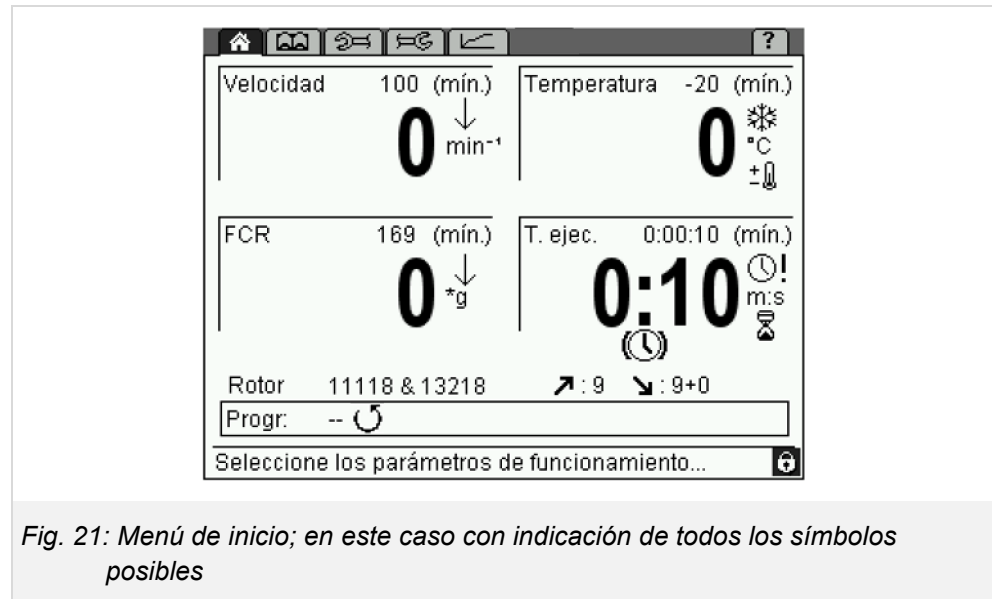 ?
Velocidad 100 (mín.)
0 min⁻¹
Temperatura -20 (mín.)
0 °C
+
-
FCR 169 (mín.)
0 *g
T. ejec. 0:00:10 (mín.)
0:10 !
m:s
Rotor 11118 & 13218 : 9 : 9+0
Progr: --
Seleccione los parámetros de funcionamiento...
Fig. 21: Menú de inicio; en este caso con indicación de todos los símbolos
posibles